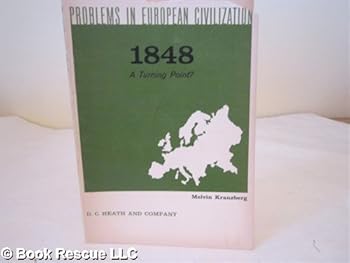 PROBLEMS IN EUROPEAN CIVILIZATION
1848
A Turning Point?
Melvin Kranzberg
D. C. HEATH AND COMPANY
© Book Rescue LLC